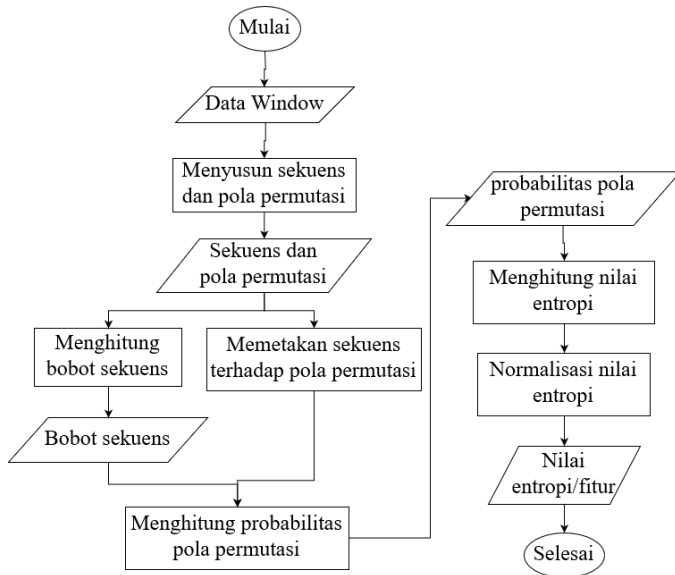 Mulai
Data Window
Menyusun sekuens
dan pola permutasi
Sekuens dan
pola permutasi
Menghitung
bobot sekuens
Memetakan sekuens
terhadap pola permutasi
Bobot sekuens
Menghitung probabilitas
pola permutasi
probabilitas pola
permutasi
Menghitung nilai
entropi
Normalisasi nilai
entropi
Nilai
entropi/fitur
Selesai